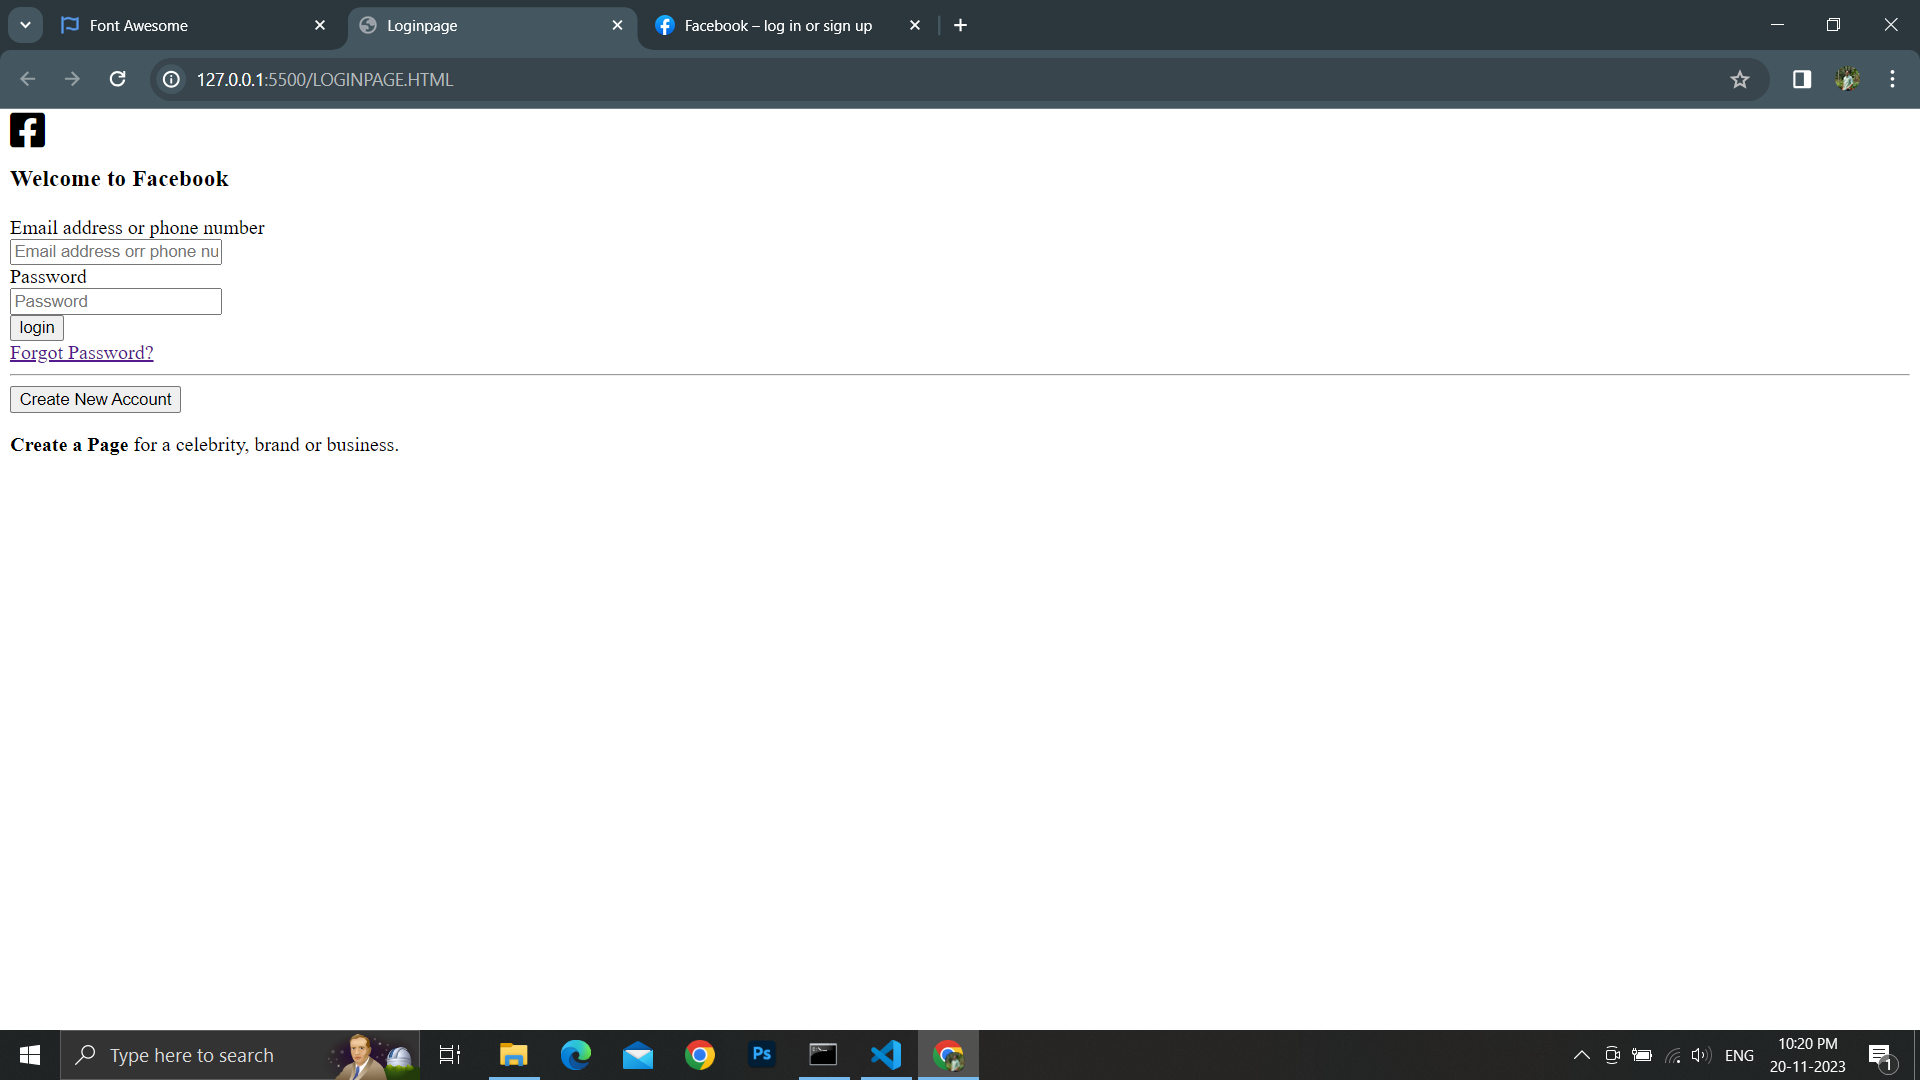 Font Awesome
Loginpage
Facebook – log in or sign up
127.0.0.1:5500/LOGINPAGE.HTML
Welcome to Facebook
Email address or phone number
Email address orr phone nu
Password
Password
login
Forgot Password?
Create New Account
Create a Page for a celebrity, brand or business.
Type here to search
Ps
ENG
10:20 PM
20-11-2023
1